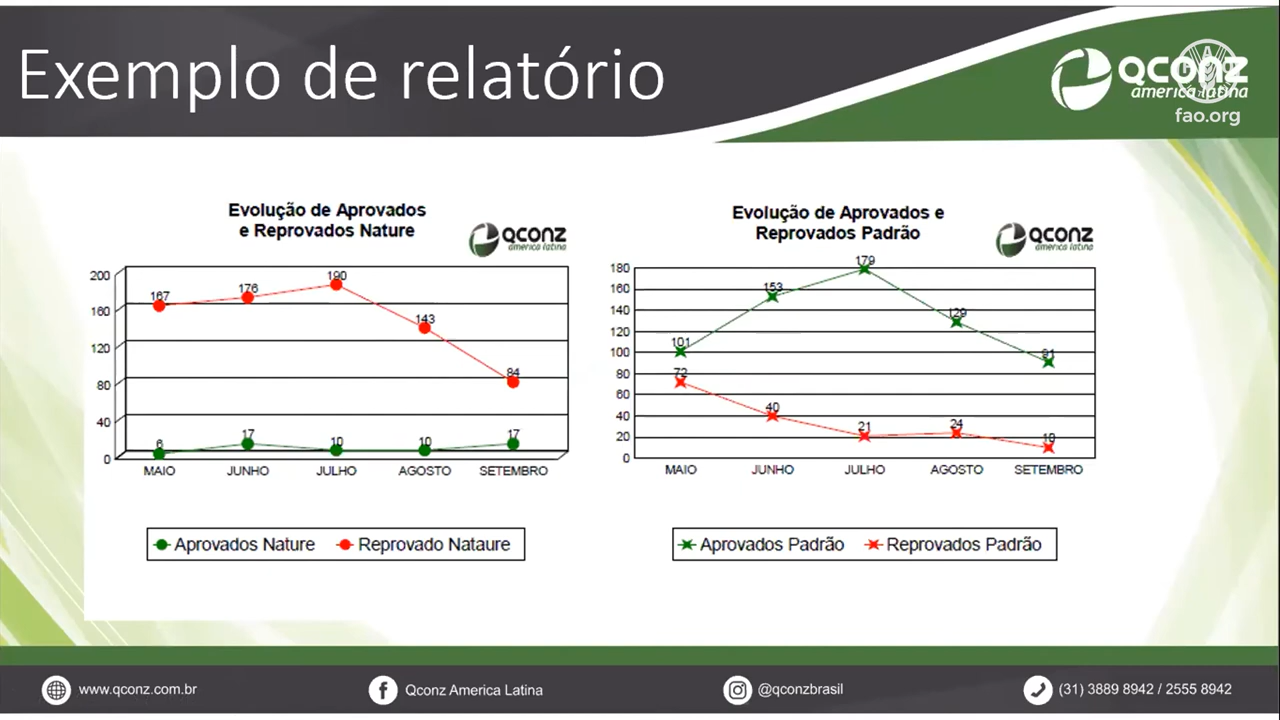 Exemplo de relatório
QCONZ
america latina
fao.org
Evolução de Aprovados
e Reprovados Nature
QCONZ
america latina
200
160
120
80
40
0
167
176
190
143
84
6
17
10
10
17
MAIO
JUNHO
JULHO
AGOSTO
SETEMBRO
Aprovados Nature
Reprovado Nataure
Evolução de Aprovados e
Reprovados Padrão
QCONZ
america latina
180
160
140
120
100
80
60
40
20
0
101
153
179
129
91
72
40
21
24
10
MAIO
JUNHO
JULHO
AGOSTO
SETEMBRO
Aprovados Padrão
Reprovados Padrão
www.qconz.com.br
Qconz America Latina
@qconzbrasil
(31) 3889 8942 / 2555 8942